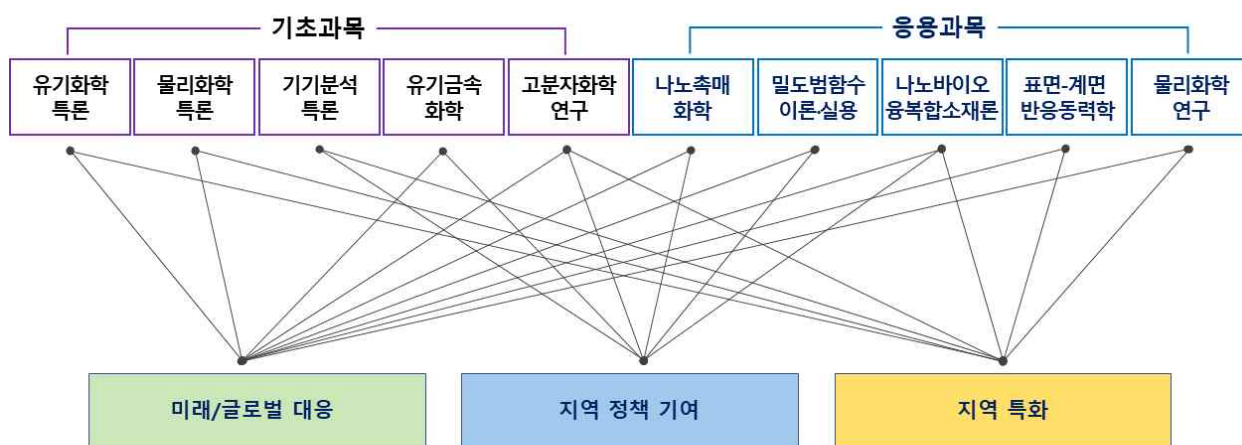 기초과목
응용과목
유기화학
특론
물리화학
특론
기기분석
특론
유기금속
화학
고분자화학
연구
나노촉매
화학
밀도범함수
이론·실용
나노바이오
융복합소재론
표면-계면
반응동력학
물리화학
연구
미래/글로벌 대응
지역 정책 기여
지역 특화